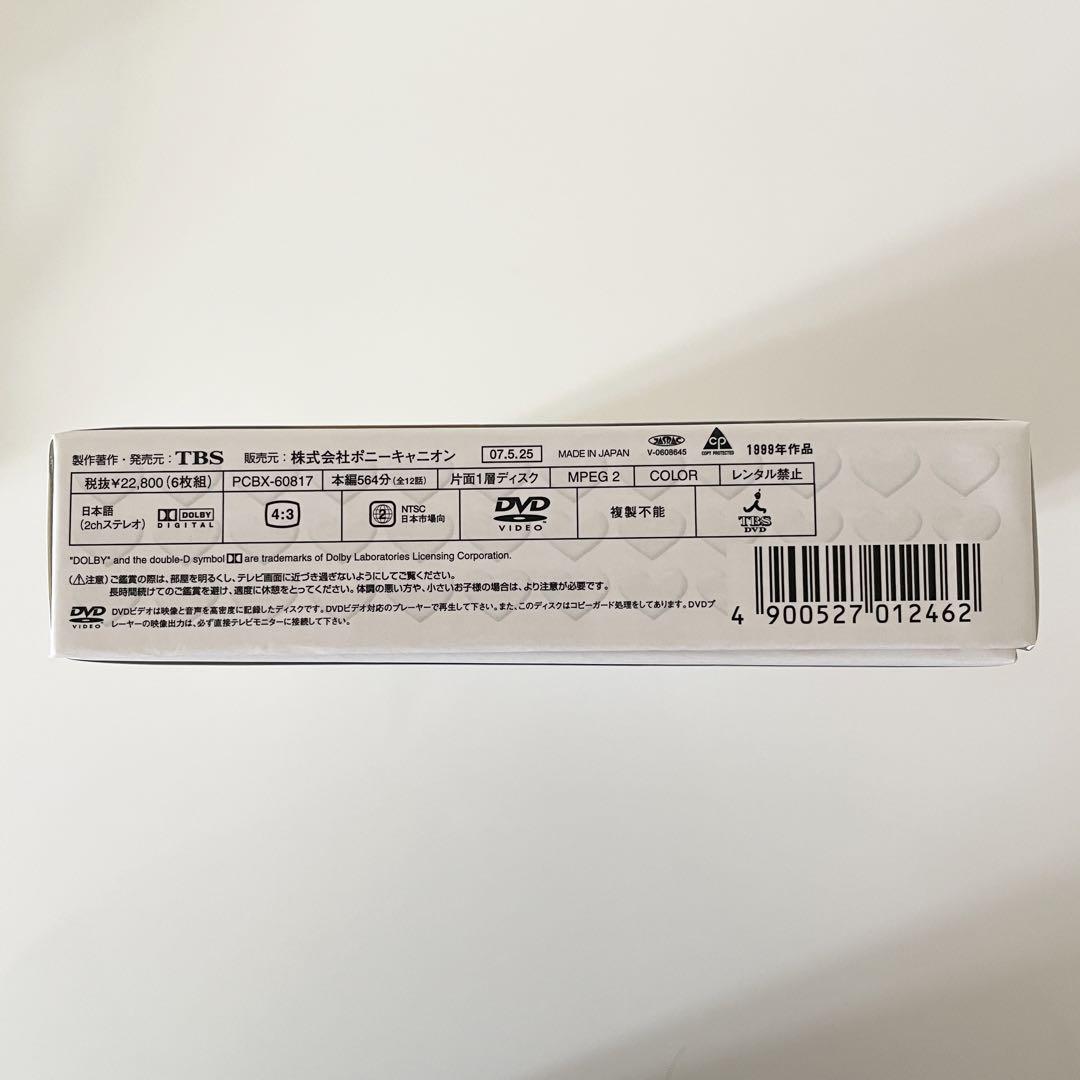 製作著作・発売元：TBS 販売元：株式会社ポニーキャニオン 07.5.25 MADE IN JAPAN JASRAC V-0608645 CP COPY PROTECTED 1999年作品
税抜¥22,800(6枚組) PCBX-60817 本編564分(全12話) 片面1層ディスク MPEG 2 COLOR レンタル禁止
日本語 (2chステレオ) DOLBY DIGITAL 4:3 2 NTSC 日本市場向 DVD VIDEO 複製不能 TBS DVD
"DOLBY" and the double-D symbol are trademarks of Dolby Laboratories Licensing Corporation.
(⚠注意) ご鑑賞の際は、部屋を明るくし、テレビ画面に近づき過ぎないようにしてご覧ください。
長時間続けてのご鑑賞を避け、適度に休憩をとってください。体調の悪い方や、小さいお子様の場合は、より注意が必要です。
DVD VIDEO DVDビデオは映像と音声を高密度に記録したディスクです。DVDビデオ対応のプレーヤーで再生して下さい。また、このディスクはコピーガード処理をしてあります。DVDプ
レーヤーの映像出力は、必ず直接テレビモニターに接続して下さい。
4 900527 012462